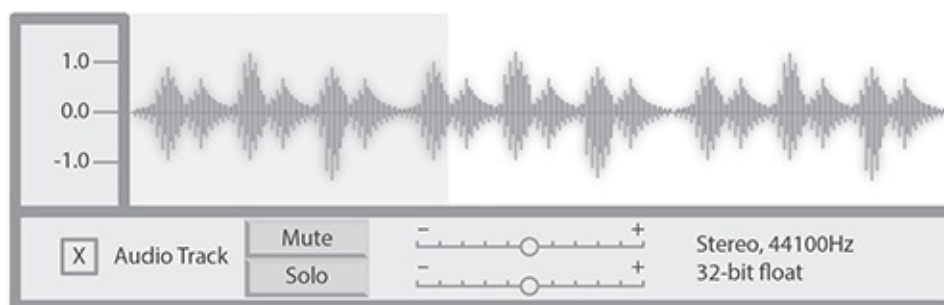 1.0
0.0
-1.0
X Audio Track
Mute
Solo
- +
- +
Stereo, 44100Hz
32-bit float